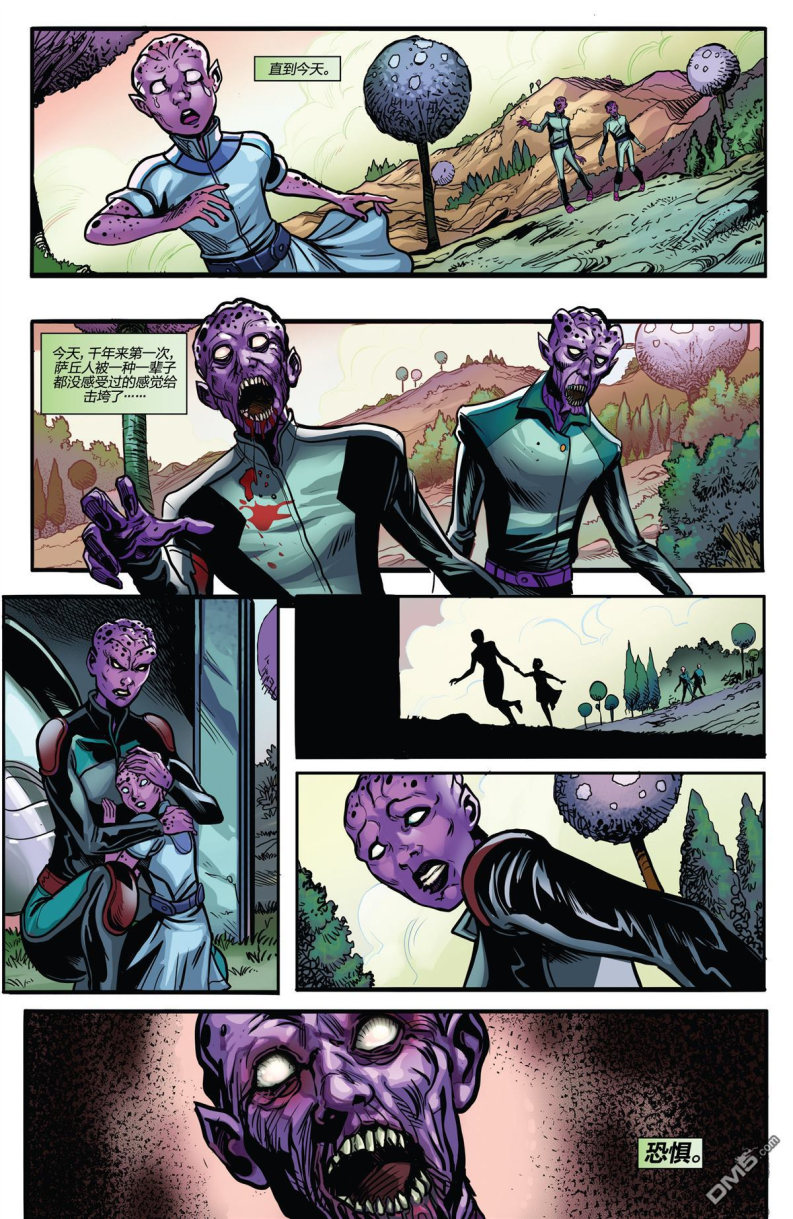 直到今天。
今天，千年来第一次，
萨丘人被一种一辈子
都没感受过的感觉给
击垮了……
恐惧。
DM5.com